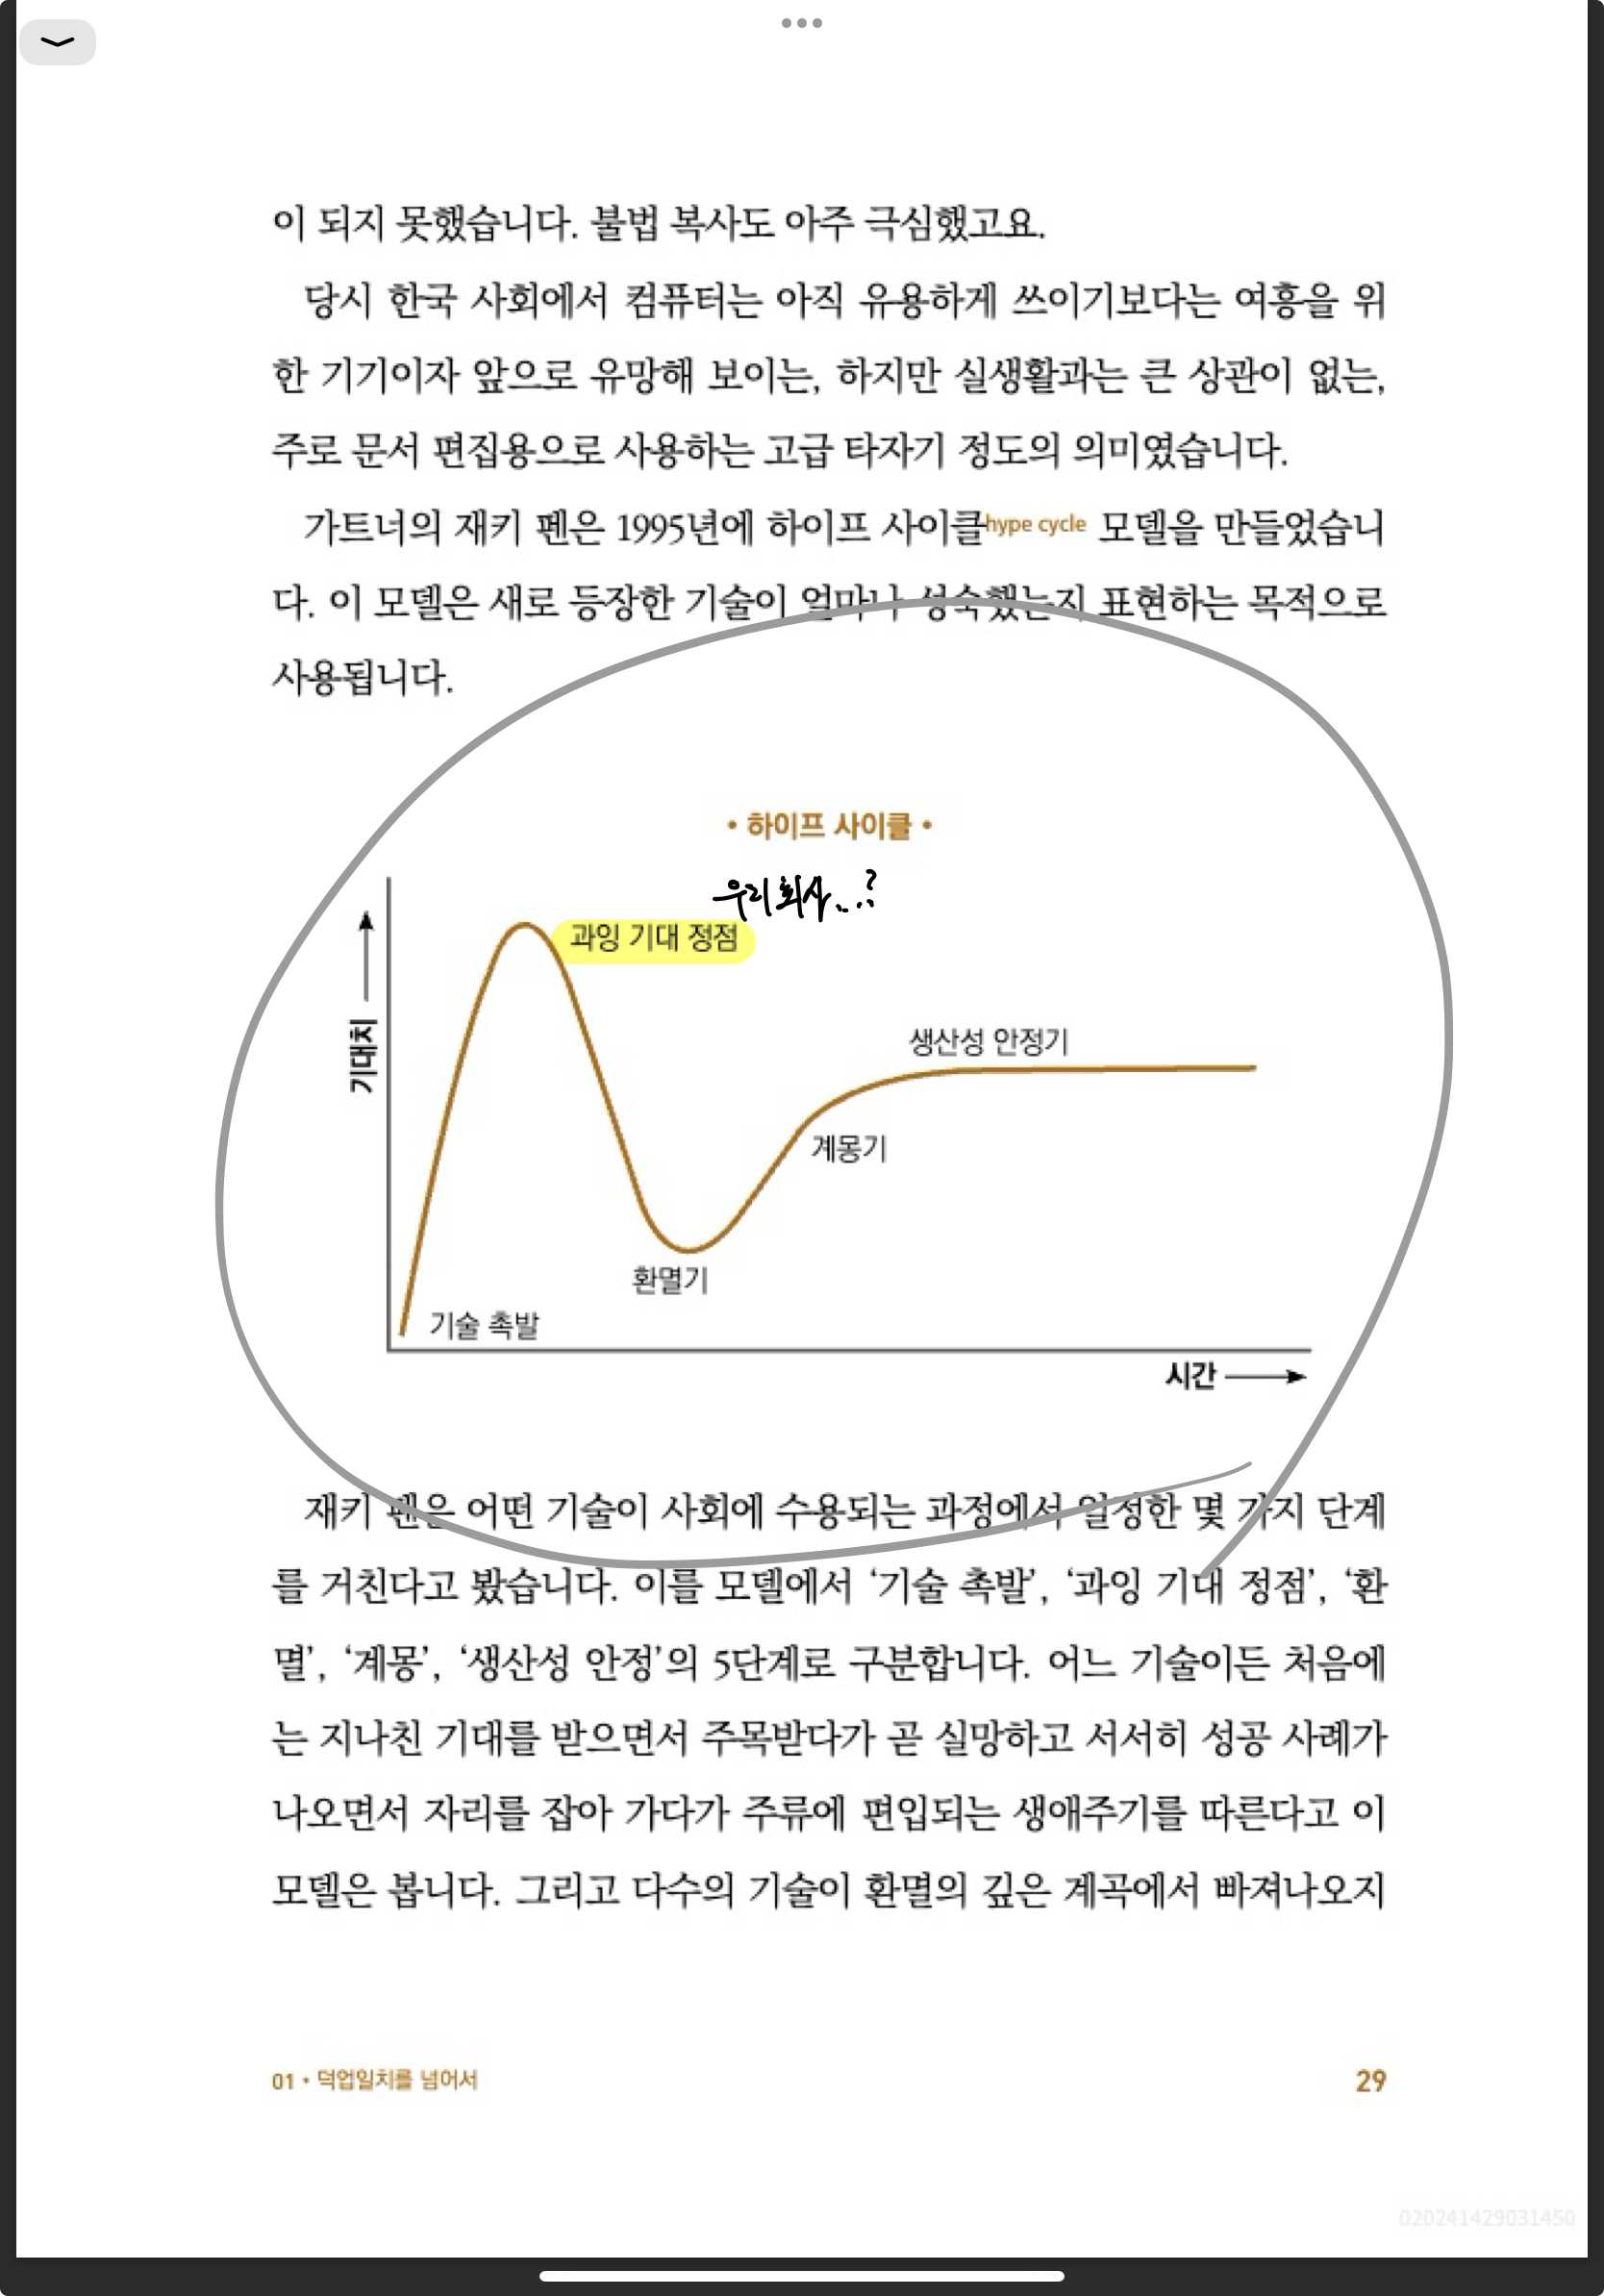 이 되지 못했습니다. 불법 복사도 아주 극심했고요.
당시 한국 사회에서 컴퓨터는 아직 유용하게 쓰이기보다는 여흥을 위
한 기기이자 앞으로 유망해 보이는, 하지만 실생활과는 큰 상관이 없는,
주로 문서 편집용으로 사용하는 고급 타자기 정도의 의미였습니다.
가트너의 재키 펜은 1995년에 하이프 사이클hype cycle 모델을 만들었습니
다. 이 모델은 새로 등장한 기술이 얼마나 성숙했는지 표현하는 목적으로
사용됩니다.
• 하이프 사이클 •
우리 회사...?
과잉 기대 정점
기대치
생산성 안정기
계몽기
환멸기
기술 촉발
시간
재키 펜은 어떤 기술이 사회에 수용되는 과정에서 일정한 몇 가지 단계
를 거친다고 봤습니다. 이를 모델에서 ‘기술 촉발’, ‘과잉 기대 정점’, ‘환
멸’, ‘계몽’, ‘생산성 안정’의 5단계로 구분합니다. 어느 기술이든 처음에
는 지나친 기대를 받으면서 주목받다가 곧 실망하고 서서히 성공 사례가
나오면서 자리를 잡아 가다가 주류에 편입되는 생애주기를 따른다고 이
모델은 봅니다. 그리고 다수의 기술이 환멸의 깊은 계곡에서 빠져나오지
01 • 덕업일치를 넘어서
29
020241429031450